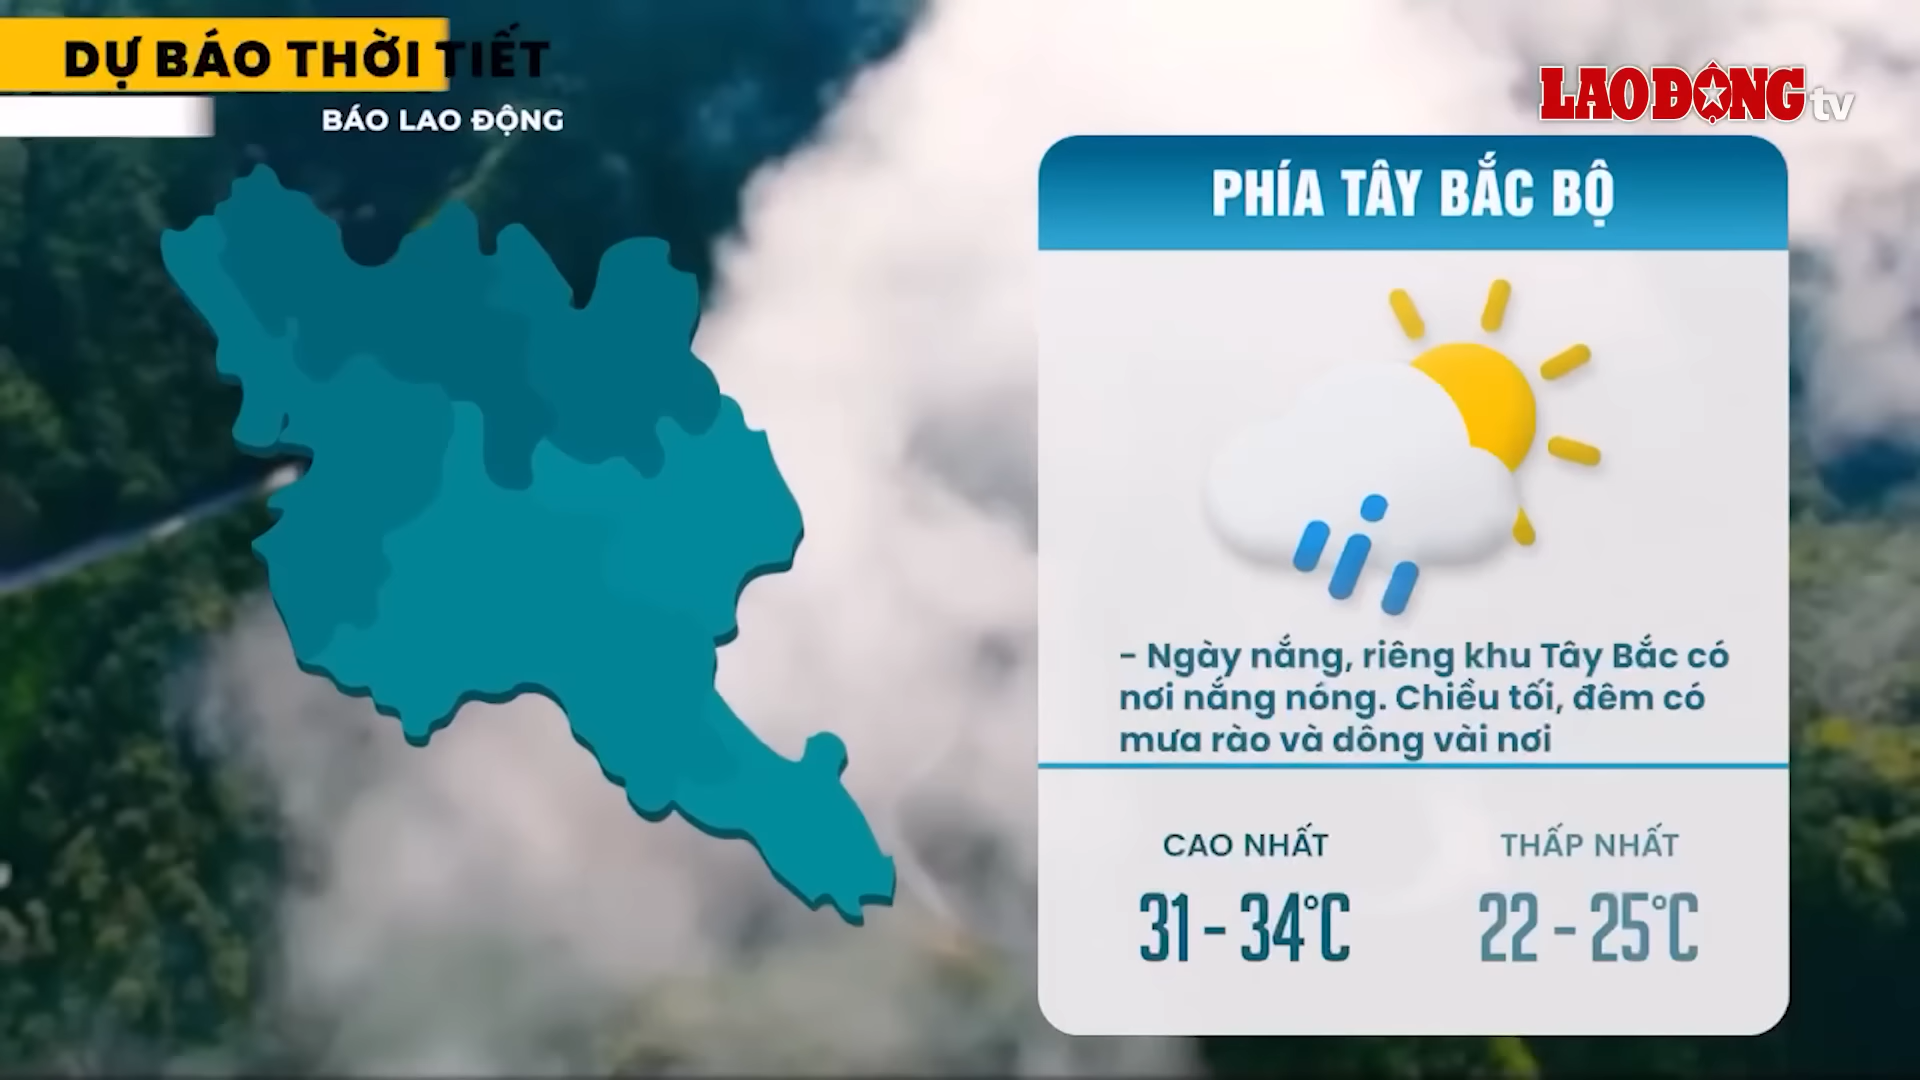 DỰ BÁO THỜI TIẾT
BÁO LAO ĐỘNG
LAO ĐỘNG tv
PHÍA TÂY BẮC BỘ
- Ngày nắng, riêng khu Tây Bắc có
nơi nắng nóng. Chiều tối, đêm có
mưa rào và dông vài nơi
CAO NHẤT
31 - 34°C
THẤP NHẤT
22 - 25°C